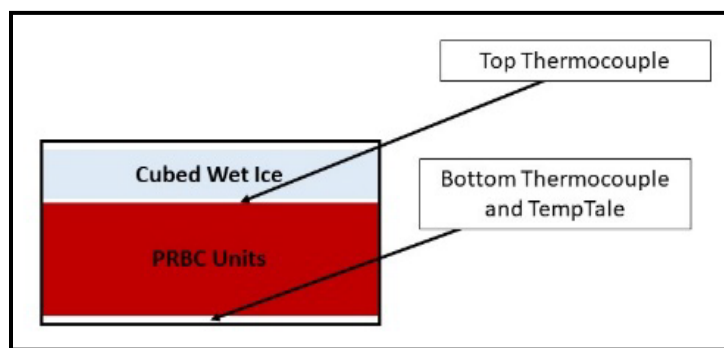 Top Thermocouple
Cubed Wet Ice
Bottom Thermocouple
and TempTale
PRBC Units